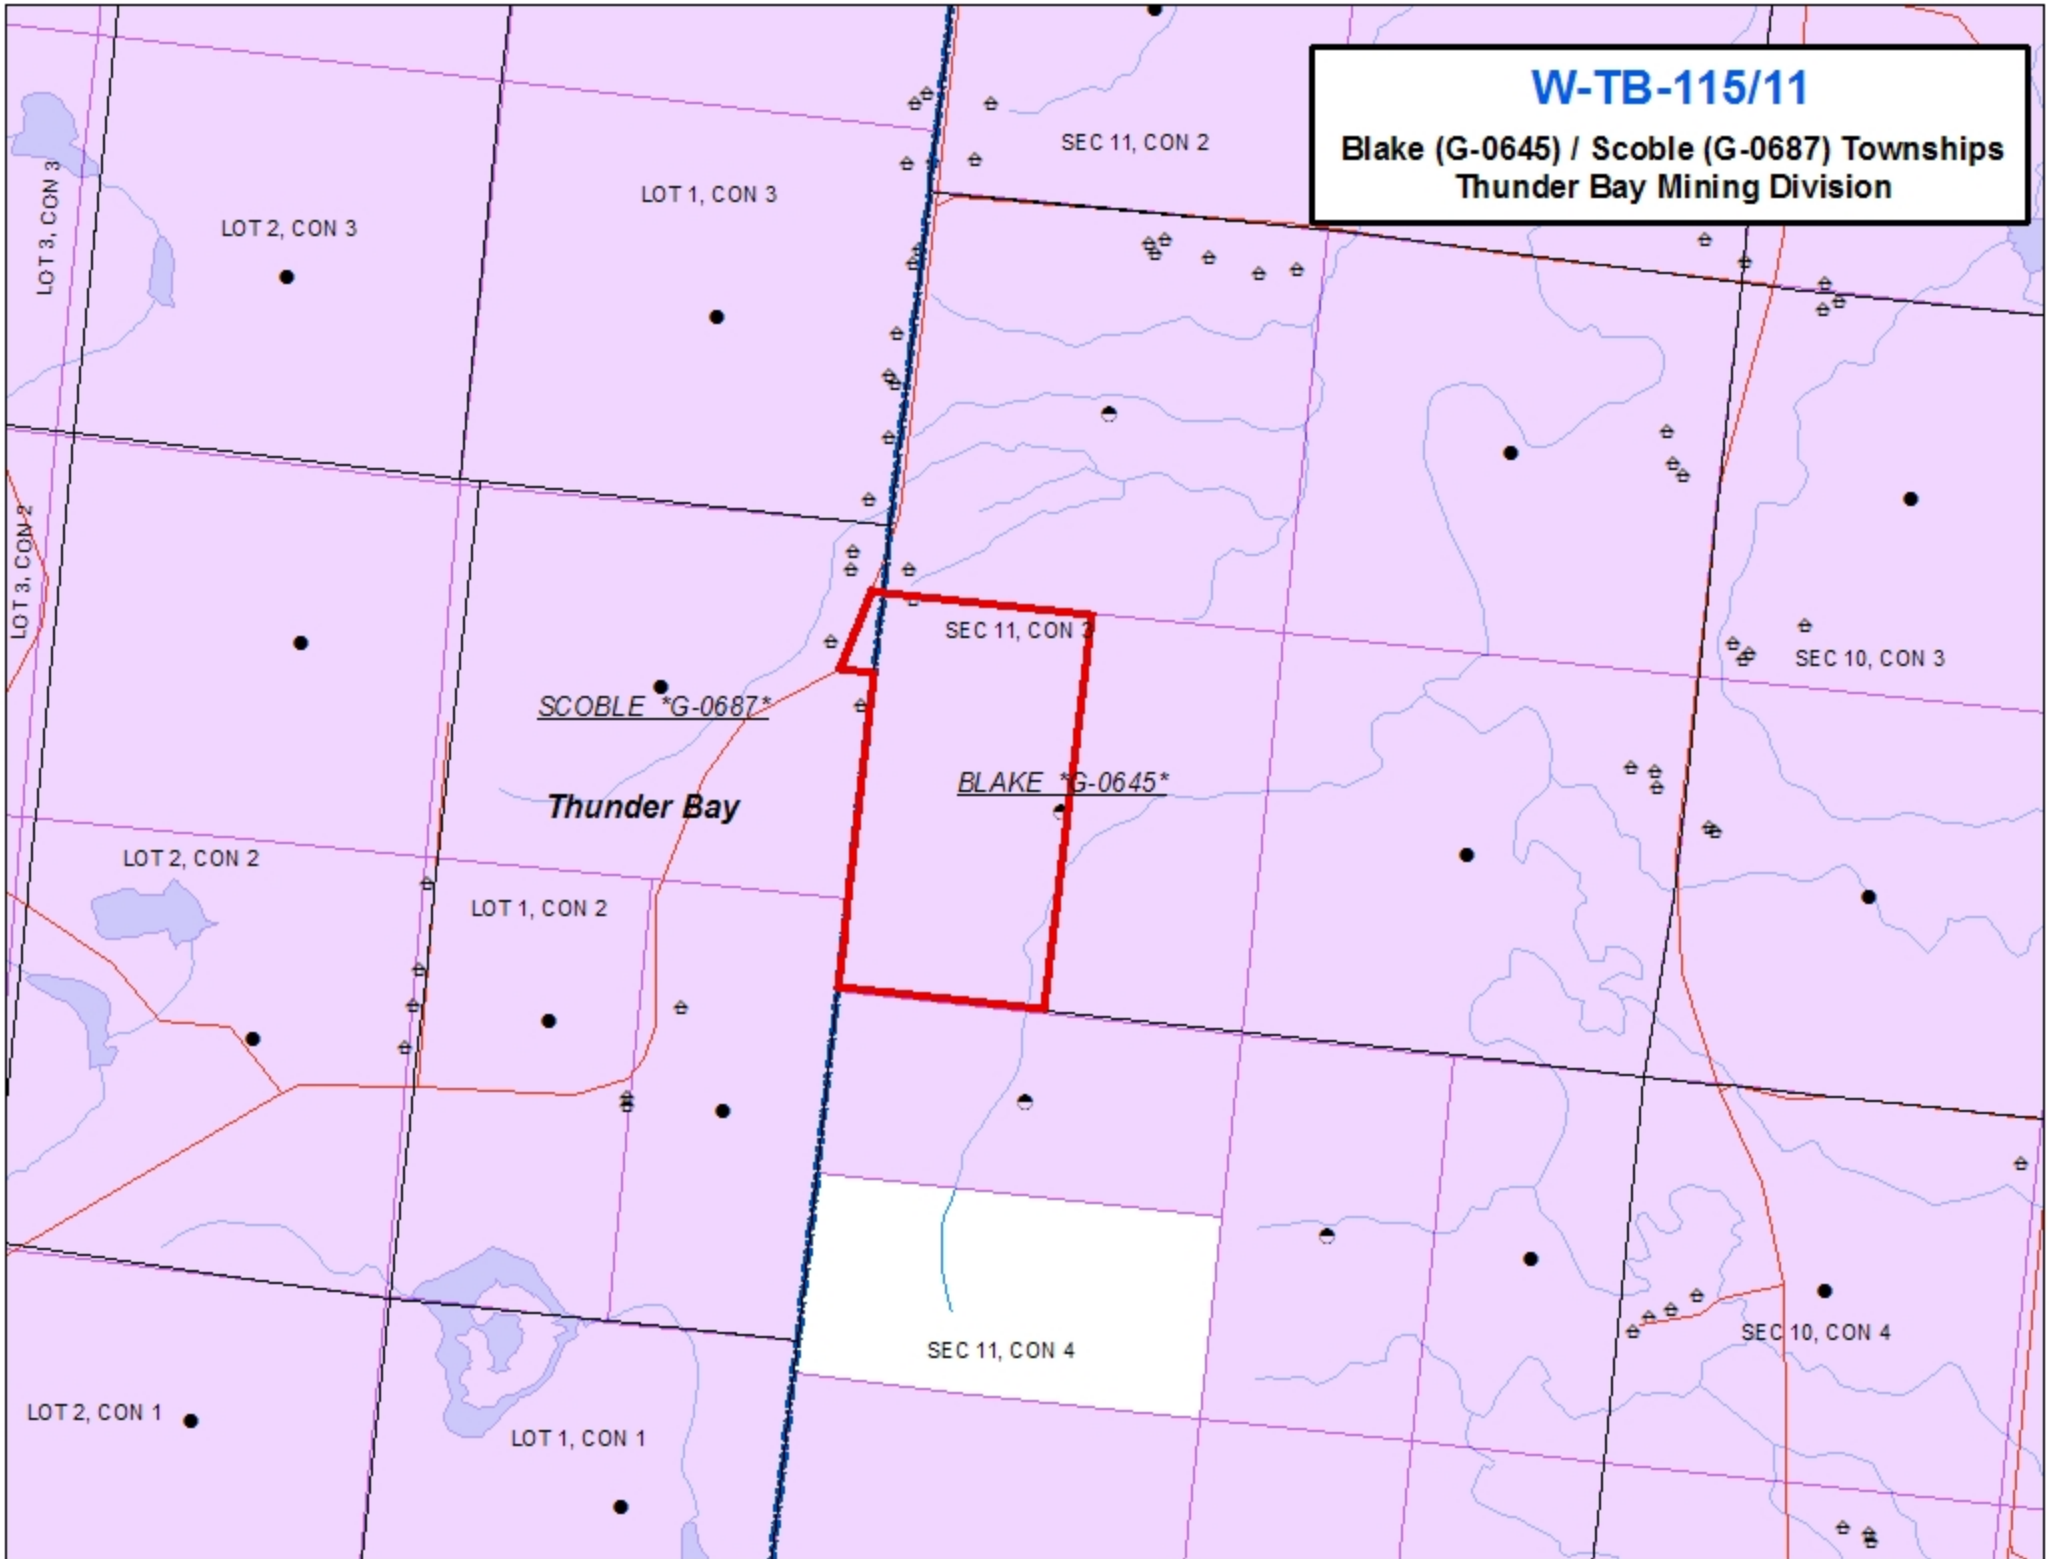 W-TB-115/11
Blake (G-0645) / Scoble (G-0687) Townships
Thunder Bay Mining Division
SEC 11, CON 2
LOT 3, CON 3
LOT 2, CON 3
LOT 1, CON 3
LOT 3, CON 2
SEC 11, CON 3
SEC 10, CON 3
SCOBLE *G-0687*
BLAKE *G-0645*
Thunder Bay
LOT 2, CON 2
LOT 1, CON 2
SEC 11, CON 4
SEC 10, CON 4
LOT 2, CON 1
LOT 1, CON 1